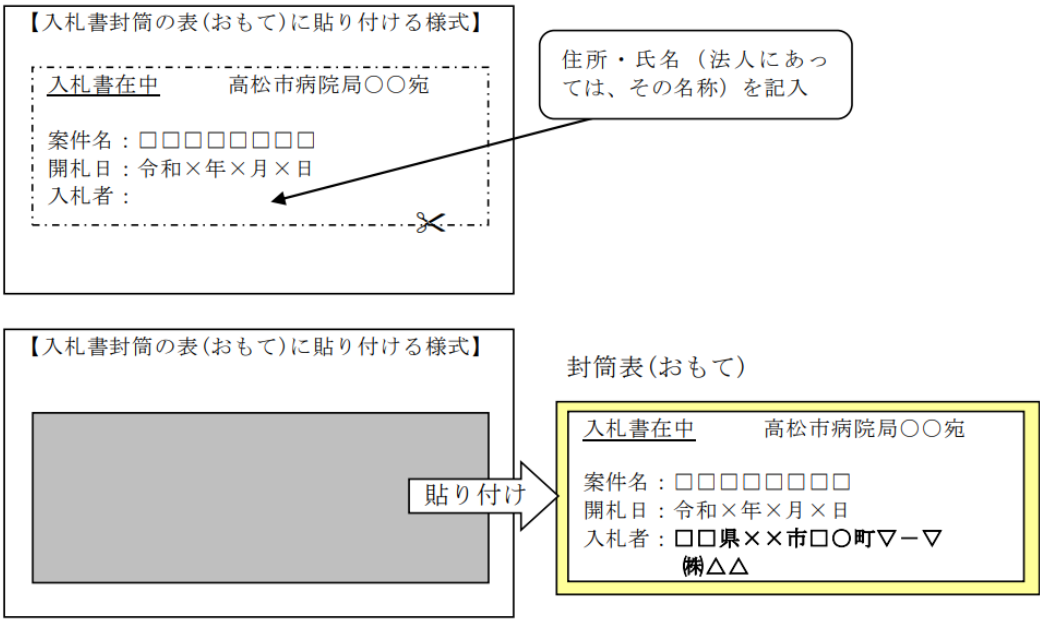 【入札書封筒の表(おもて)に貼り付ける様式】
入札書在中　　　高松市病院局○○宛
案件名：□□□□□□□□
開札日：令和×年×月×日
入札者：
住所・氏名（法人にあっ
ては、その名称）を記入
【入札書封筒の表(おもて)に貼り付ける様式】
貼り付け
封筒表(おもて)
入札書在中　　　高松市病院局○○宛
案件名：□□□□□□□□
開札日：令和×年×月×日
入札者：□□県××市□○町▽－▽
㈱△△